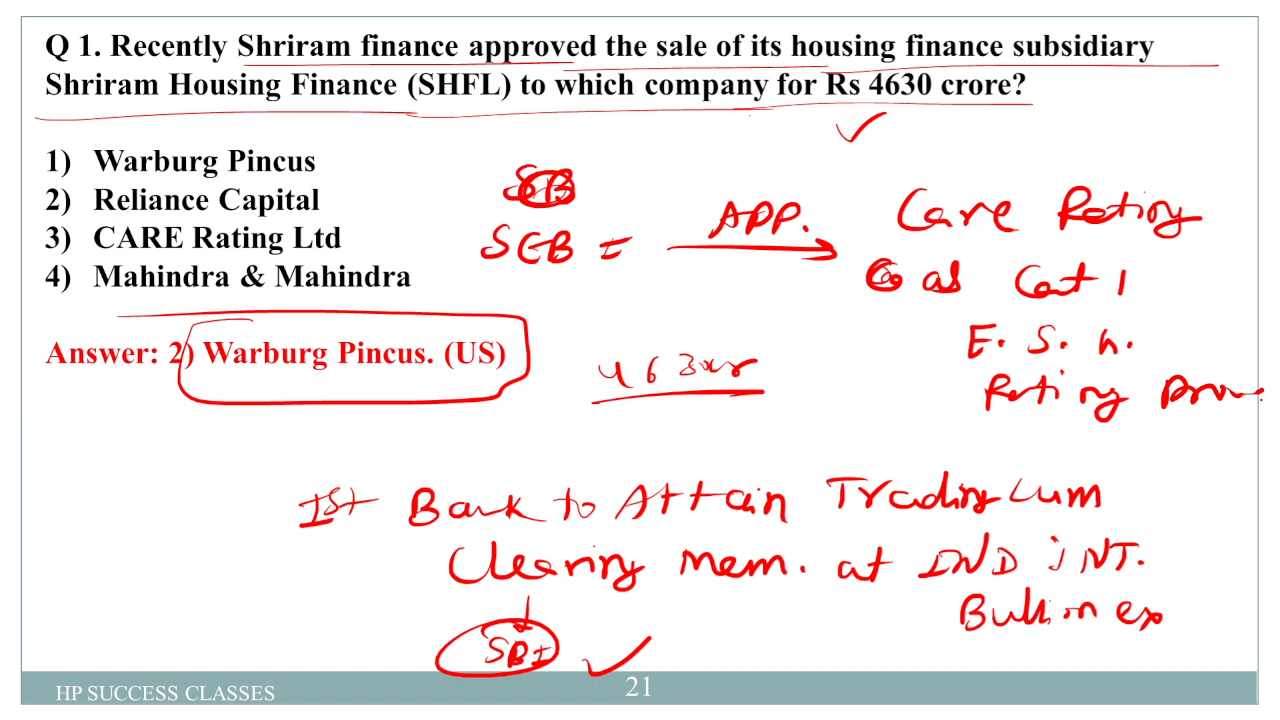 Q 1. Recently Shriram finance approved the sale of its housing finance subsidiary
Shriram Housing Finance (SHFL) to which company for Rs 4630 crore?
1) Warburg Pincus
2) Reliance Capital
3) CARE Rating Ltd
4) Mahindra & Mahindra
Answer: 2) Warburg Pincus. (US)
SEB I
APP.
Care Rating
as Cat 1
E. S. G.
Rating Prov.
4630
Ist Bank to Attain Trading cum
Clearing Mem. at IND INT.
Bullion ex
SBI
HP SUCCESS CLASSES
21